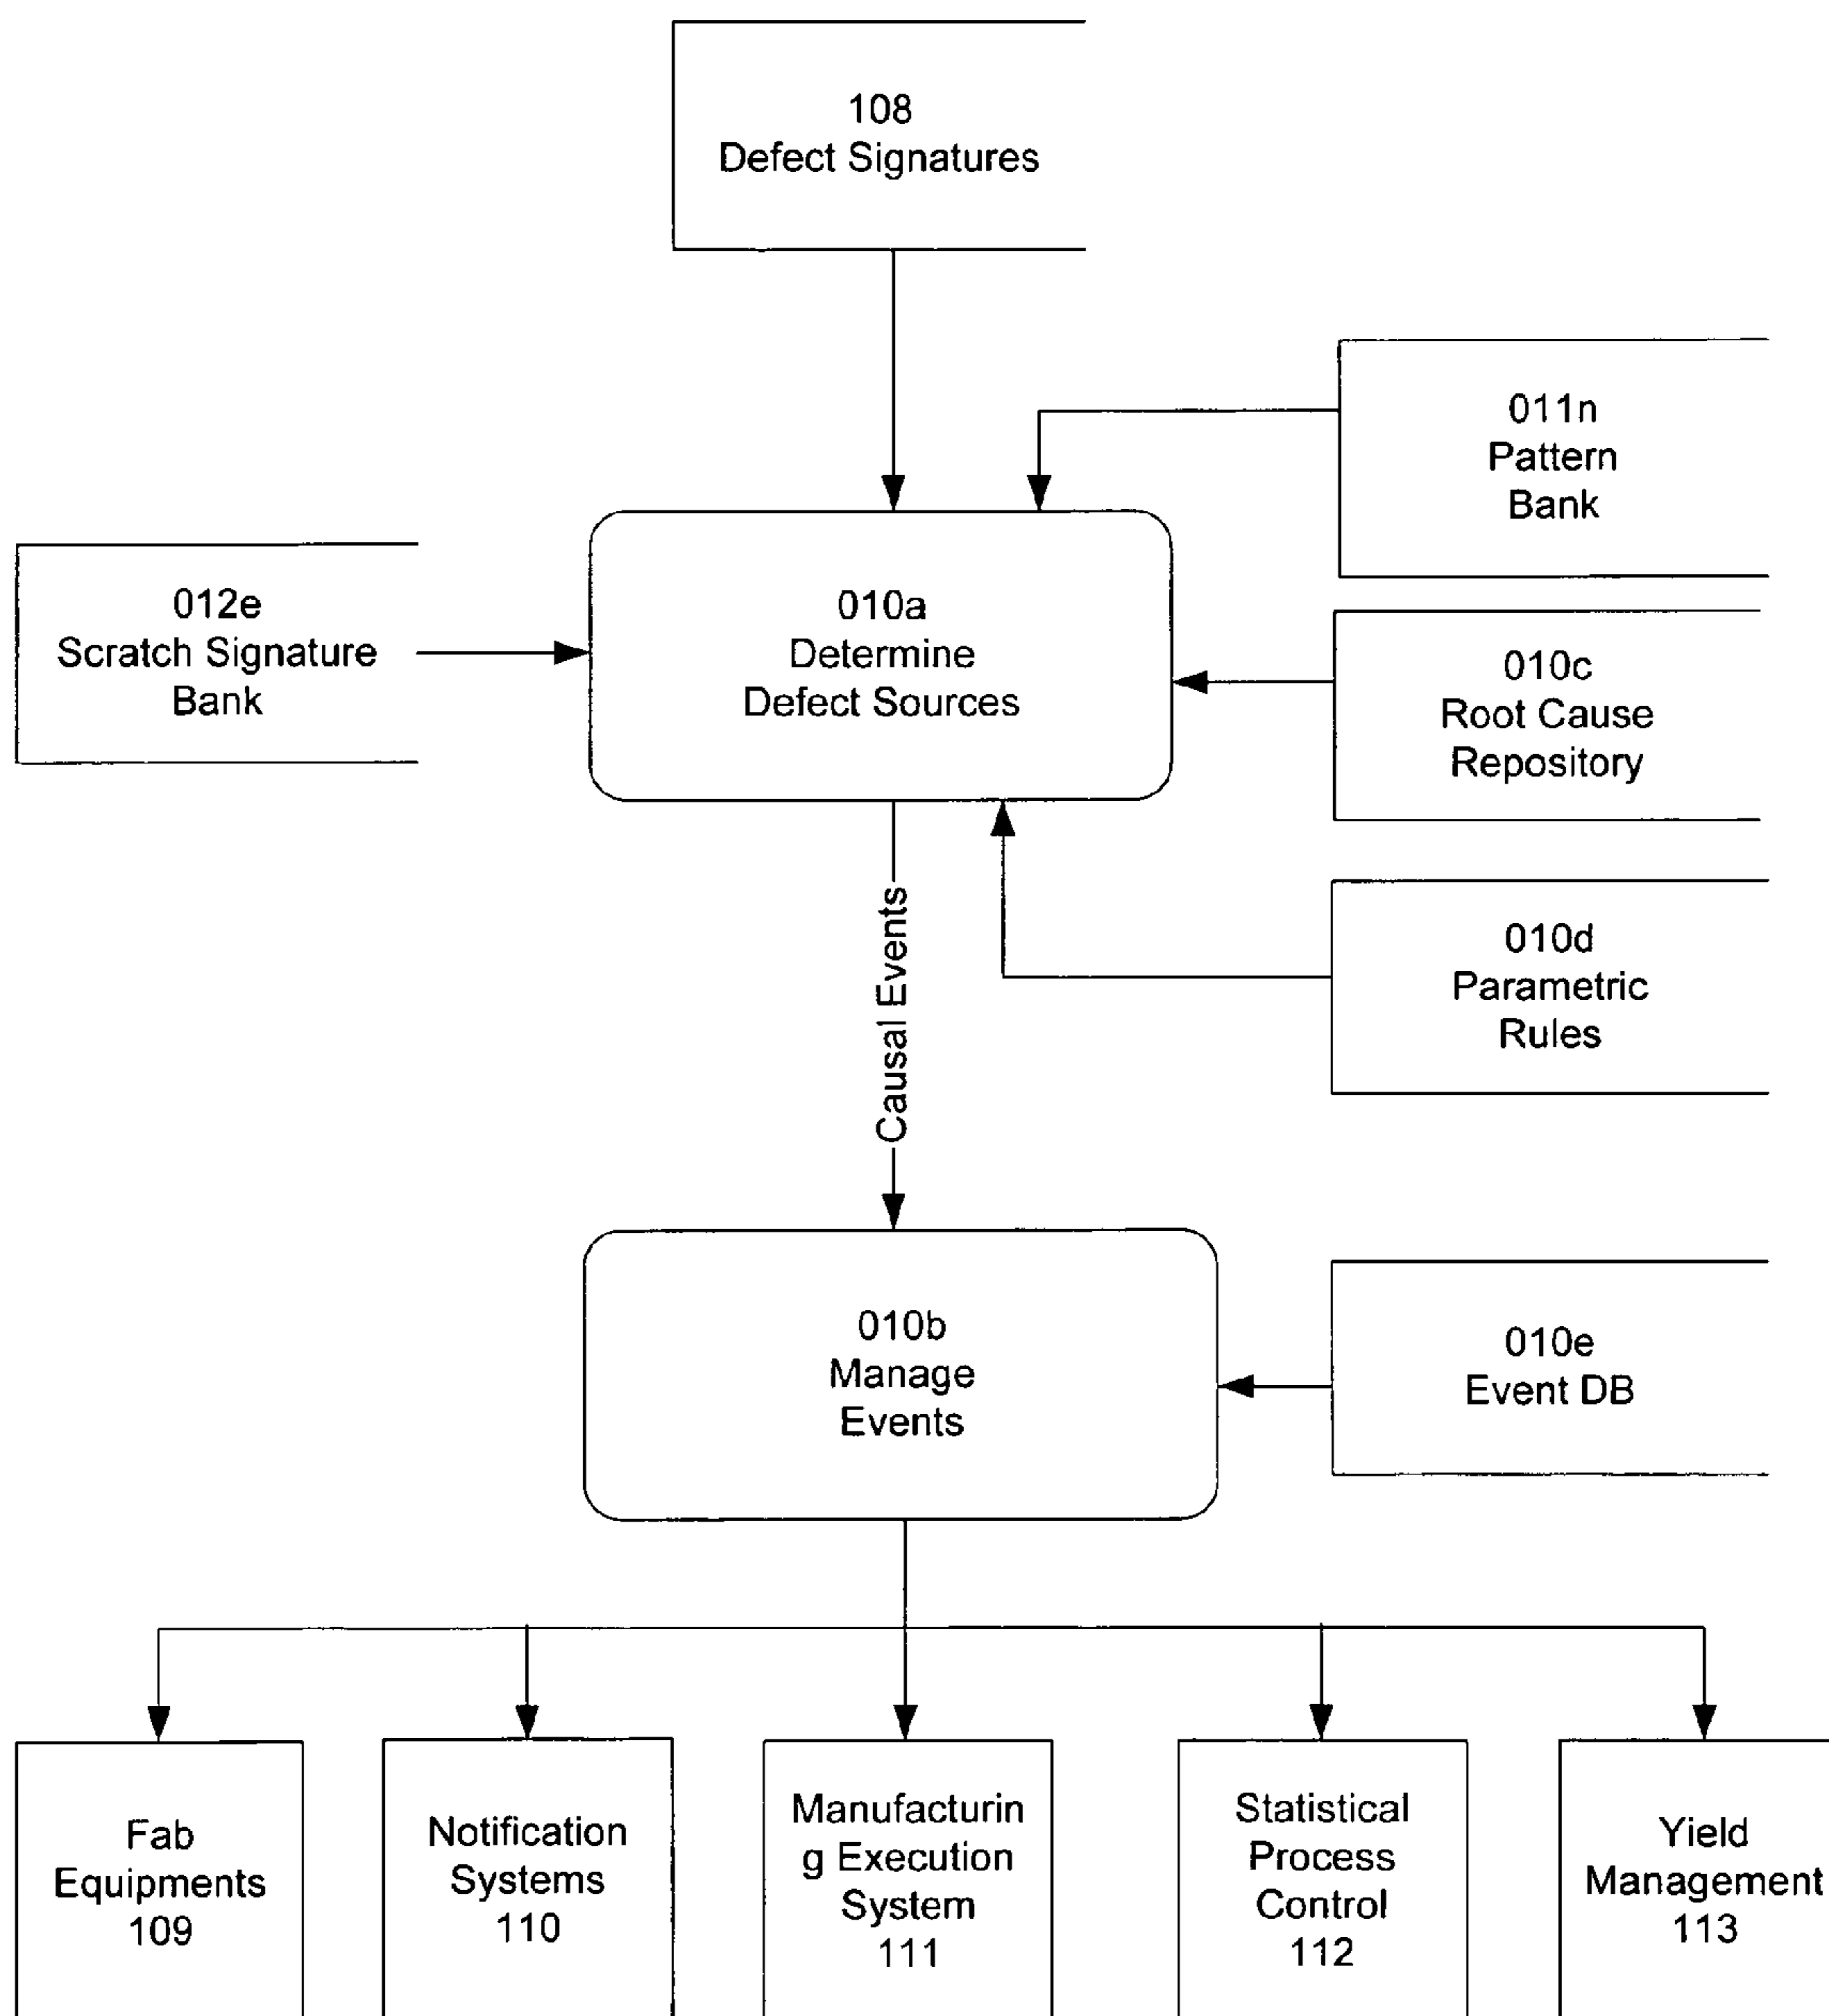 108
Defect Signatures
011n
Pattern
Bank
012e
Scratch Signature
Bank
010a
Determine
Defect Sources
010c
Root Cause
Repository
010d
Parametric
Rules
Causal Events
010b
Manage
Events
010e
Event DB
Fab
Equipments
109
Notification
Systems
110
Manufacturin
g Execution
System
111
Statistical
Process
Control
112
Yield
Management
113